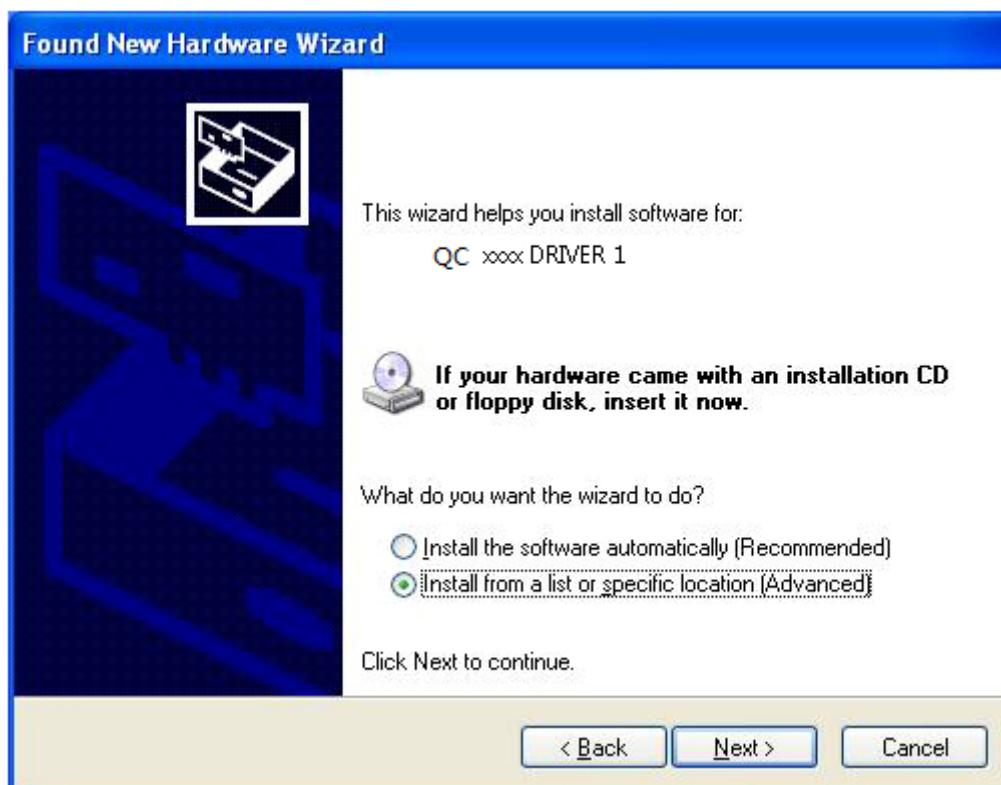 Found New Hardware Wizard
This wizard helps you install software for:
QC xxxx DRIVER 1
If your hardware came with an installation CD
or floppy disk, insert it now.
What do you want the wizard to do?
Install the software automatically (Recommended)
Install from a list or specific location (Advanced)
Click Next to continue.
< Back Next > Cancel